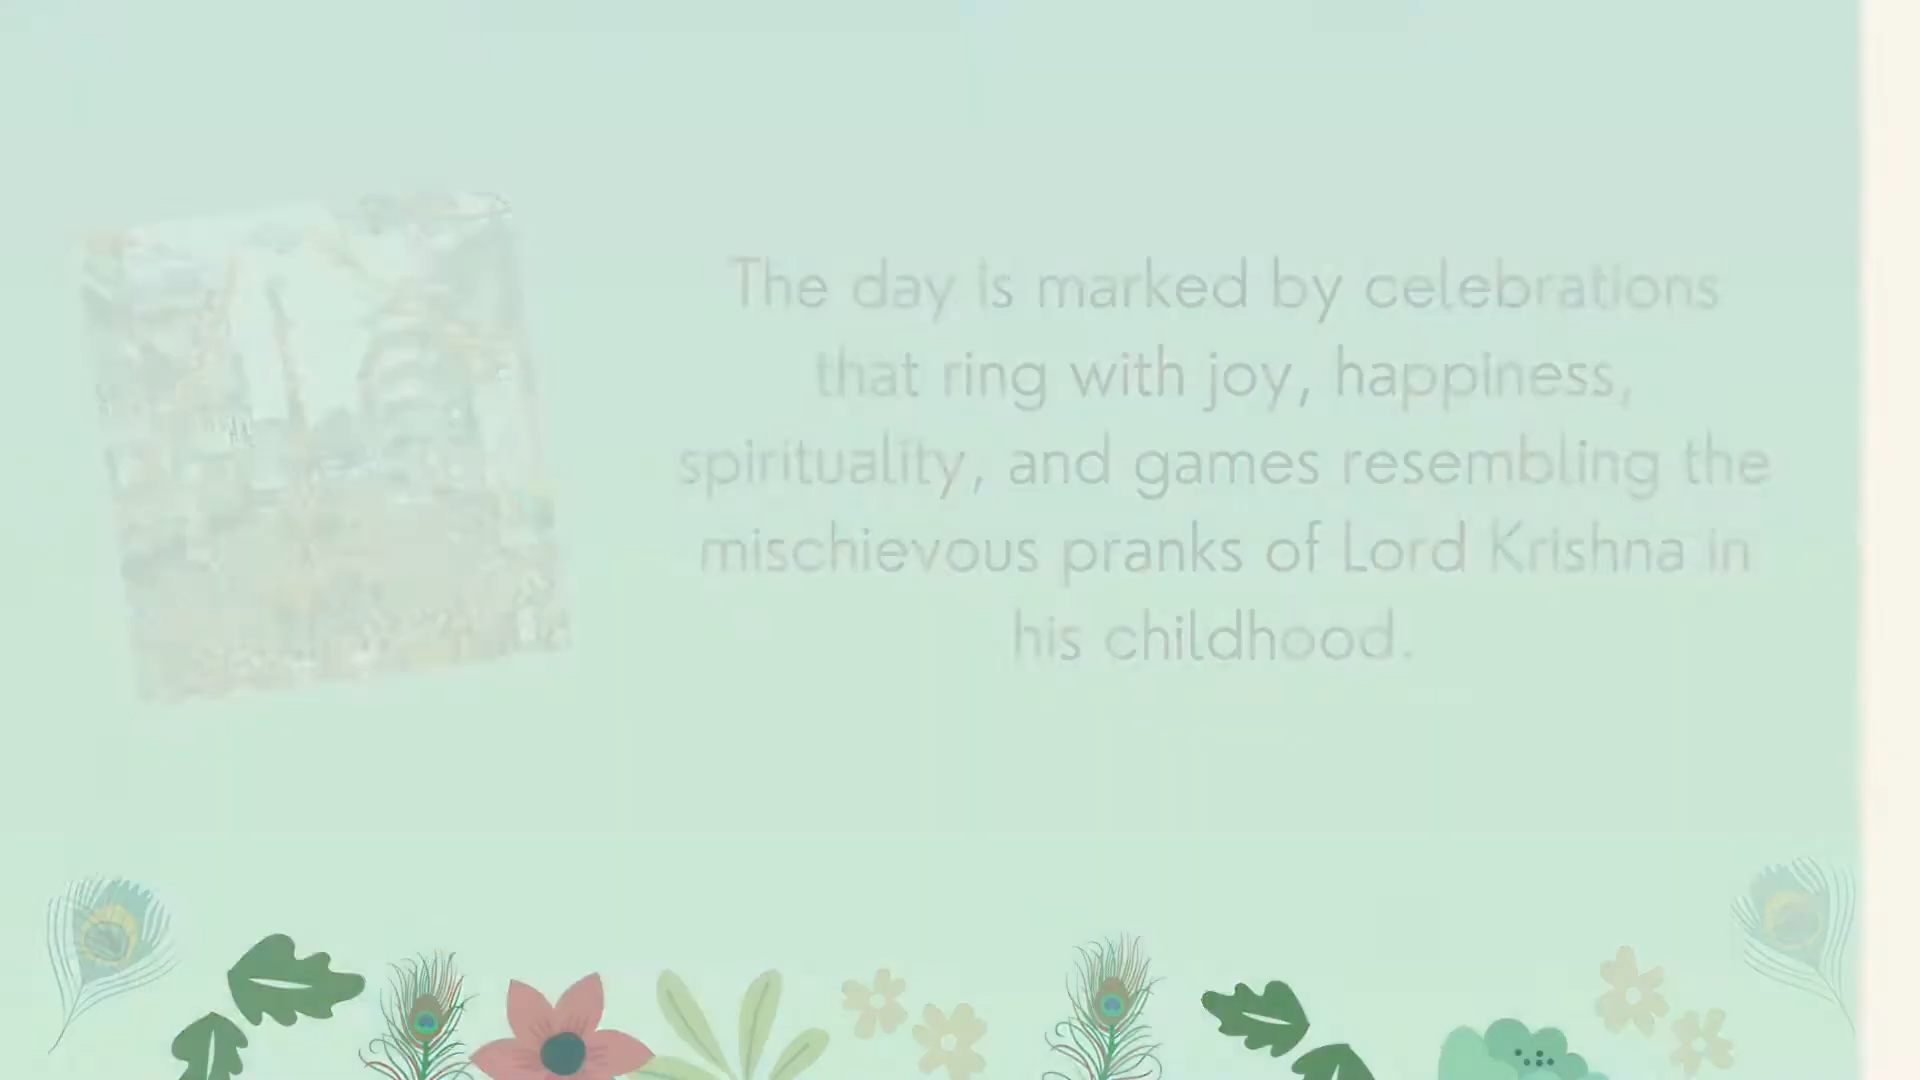 The day is marked by celebrations
that ring with joy, happiness,
spirituality, and games resembling the
mischievous pranks of Lord Krishna in
his childhood.